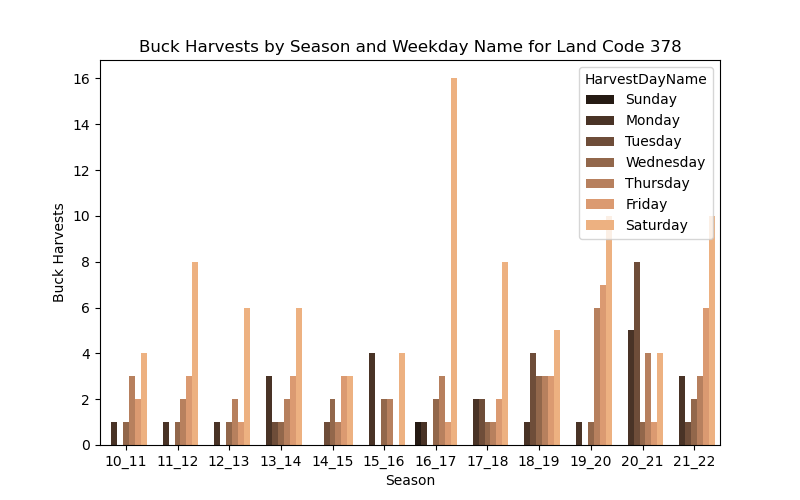 Buck Harvests by Season and Weekday Name for Land Code 378
HarvestDayName
Sunday
Monday
Tuesday
Wednesday
Thursday
Friday
Saturday
16
14
12
10
8
6
4
2
0
Buck Harvests
10_11 11_12 12_13 13_14 14_15 15_16 16_17 17_18 18_19 19_20 20_21 21_22
Season